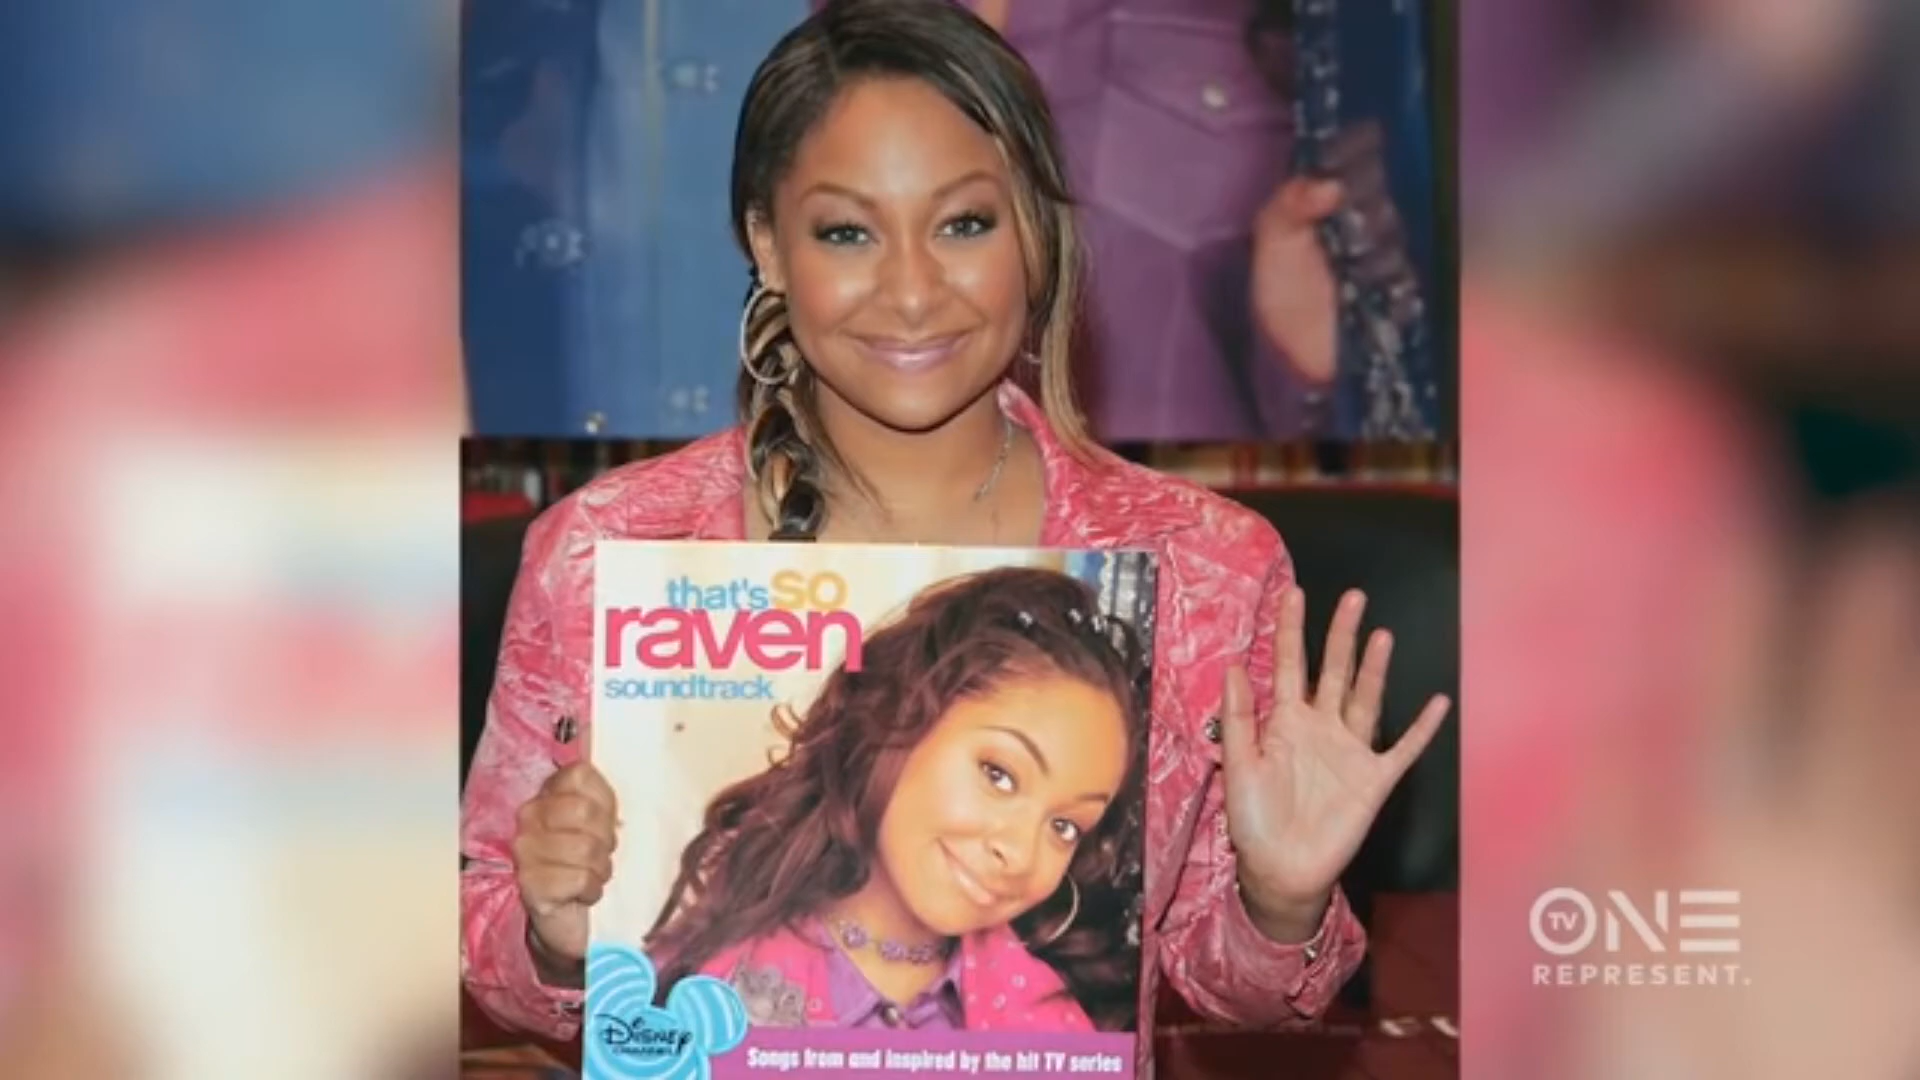 that's so
raven
soundtrack
Disney
CHANNEL
Songs from and inspired by the hit TV series
TV ONE
REPRESENT.